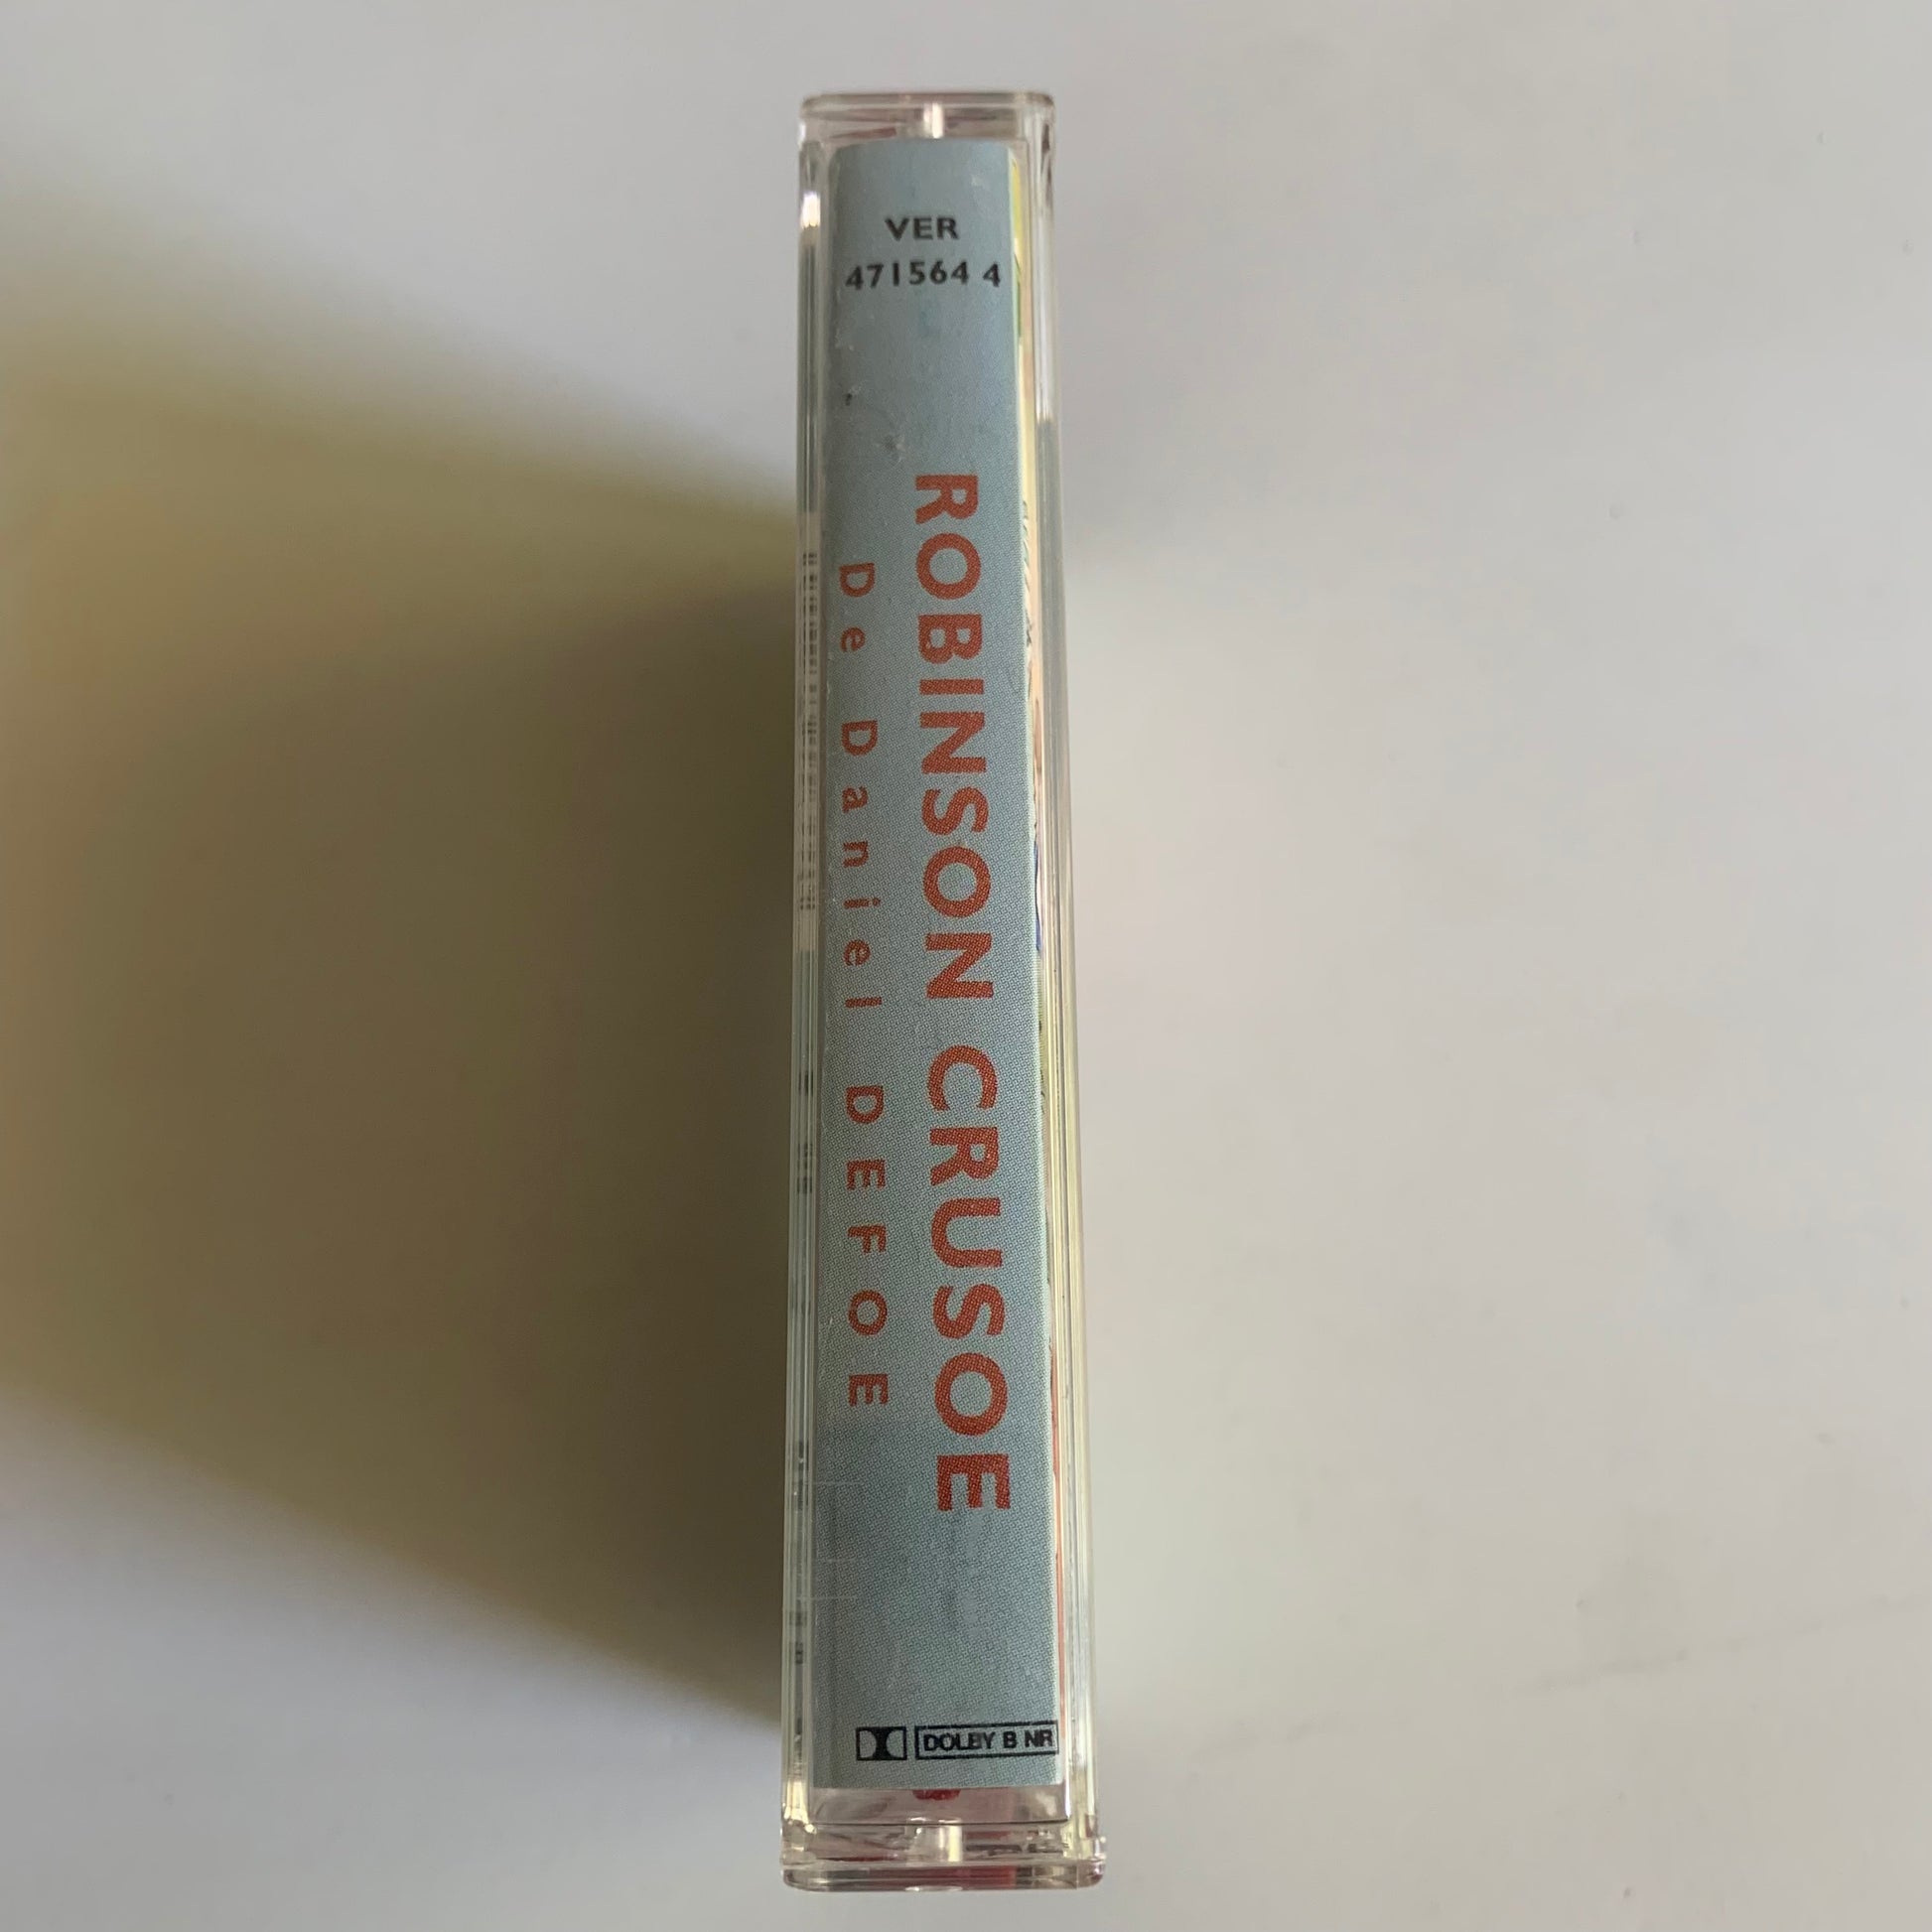 VER
471564 4
ROBINSON CRUSOE
De Daniel DEFOE
DOLBY B NR